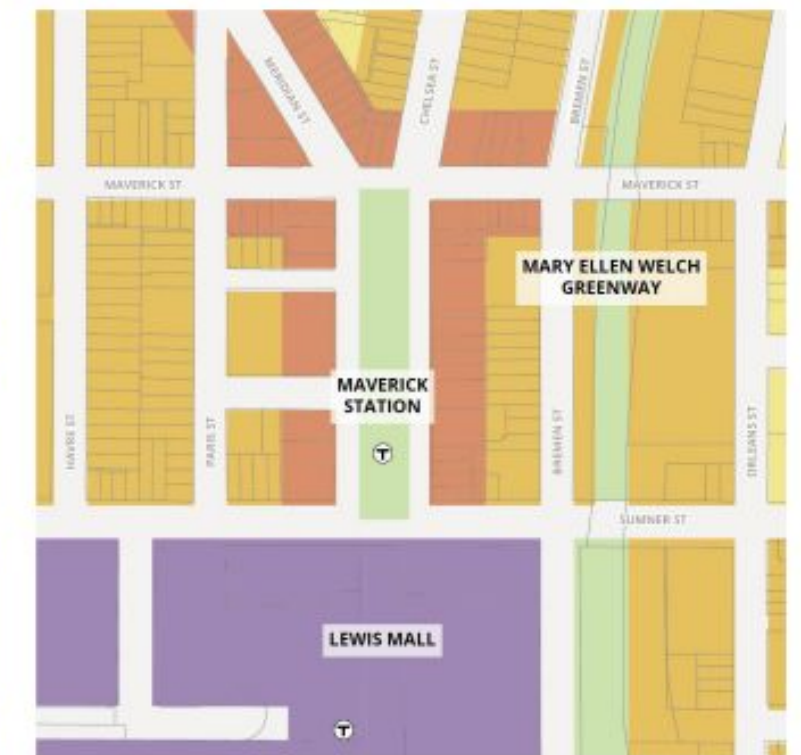 MERIDIAN ST
CHELSEA ST
BREMEN ST
MAVERICK ST
MAVERICK ST
MARY ELLEN WELCH
GREENWAY
MAVERICK
STATION
T
HAVRE ST
PARIS ST
BREMEN ST
ORLEANS ST
SUMNER ST
LEWIS MALL
T